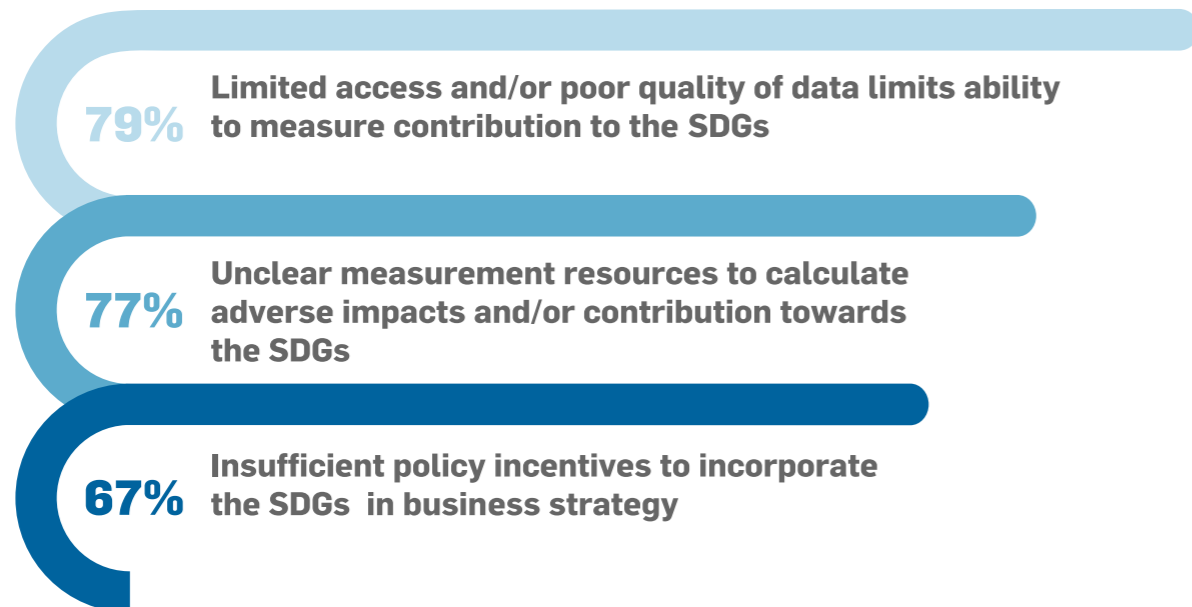 79%
Limited access and/or poor quality of data limits ability
to measure contribution to the SDGs
77%
Unclear measurement resources to calculate
adverse impacts and/or contribution towards
the SDGs
67%
Insufficient policy incentives to incorporate
the SDGs  in business strategy